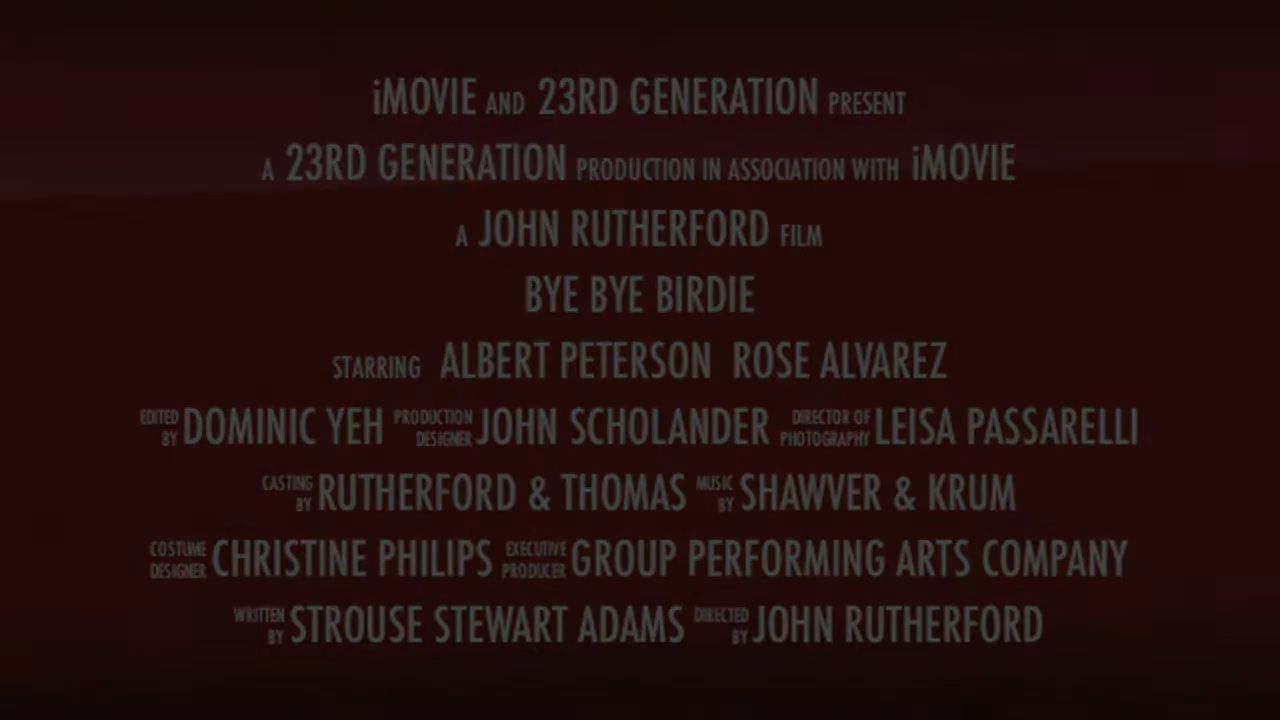 iMOVIE AND 23RD GENERATION PRESENT
A 23RD GENERATION PRODUCTION IN ASSOCIATION WITH iMOVIE
A JOHN RUTHERFORD FILM
BYE BYE BIRDIE
STARRING ALBERT PETERSON ROSE ALVAREZ
EDITED BY DOMINIC YEH PRODUCTION DESIGNER JOHN SCHOLANDER DIRECTOR OF PHOTOGRAPHY LEISA PASSARELLI
CASTING BY RUTHERFORD & THOMAS MUSIC BY SHAWVER & KRUM
COSTUME DESIGNER CHRISTINE PHILIPS EXECUTIVE PRODUCER GROUP PERFORMING ARTS COMPANY
WRITTEN BY STROUSE STEWART ADAMS DIRECTED BY JOHN RUTHERFORD